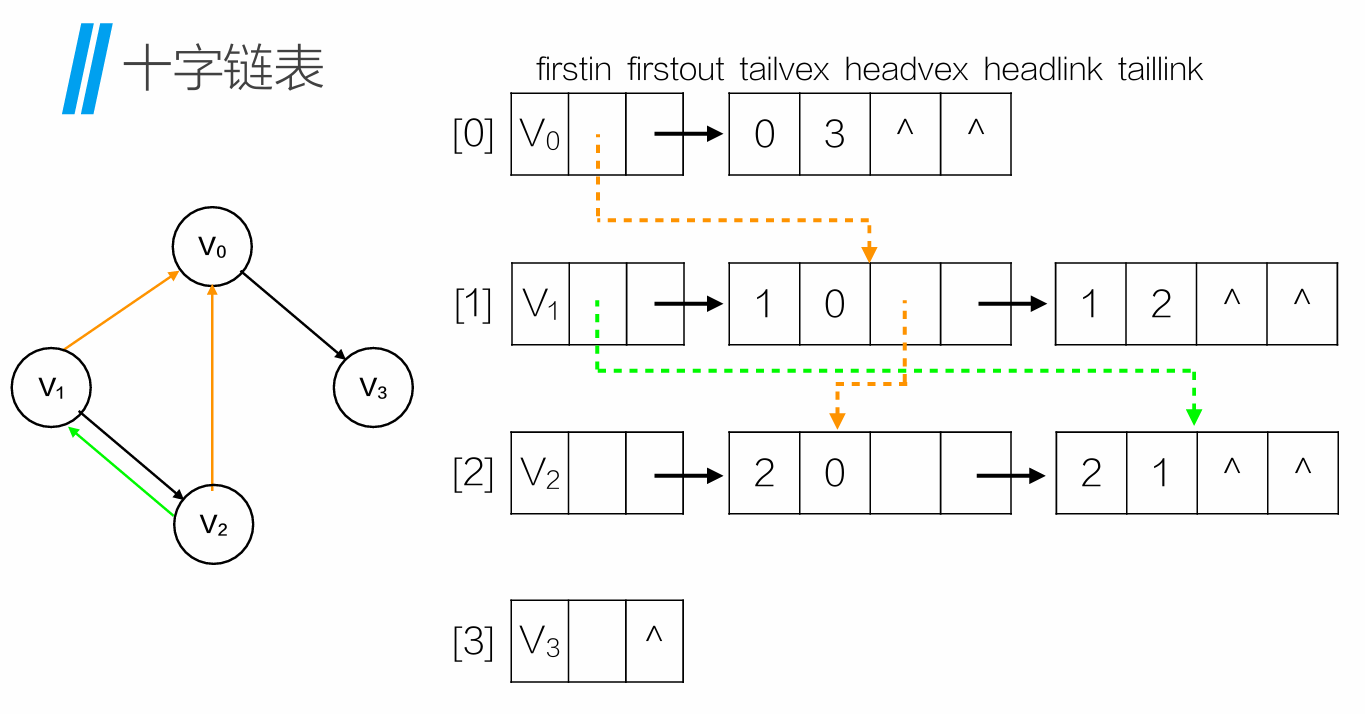 十字链表
firstin firstout tailvex headvex headlink taillink
[0] V₀ 0 3 ^ ^
V₀
[1] V₁ 1 0 1 2 ^ ^
V₁ V₃
[2] V₂ 2 0 2 1 ^ ^
V₂
[3] V₃ ^